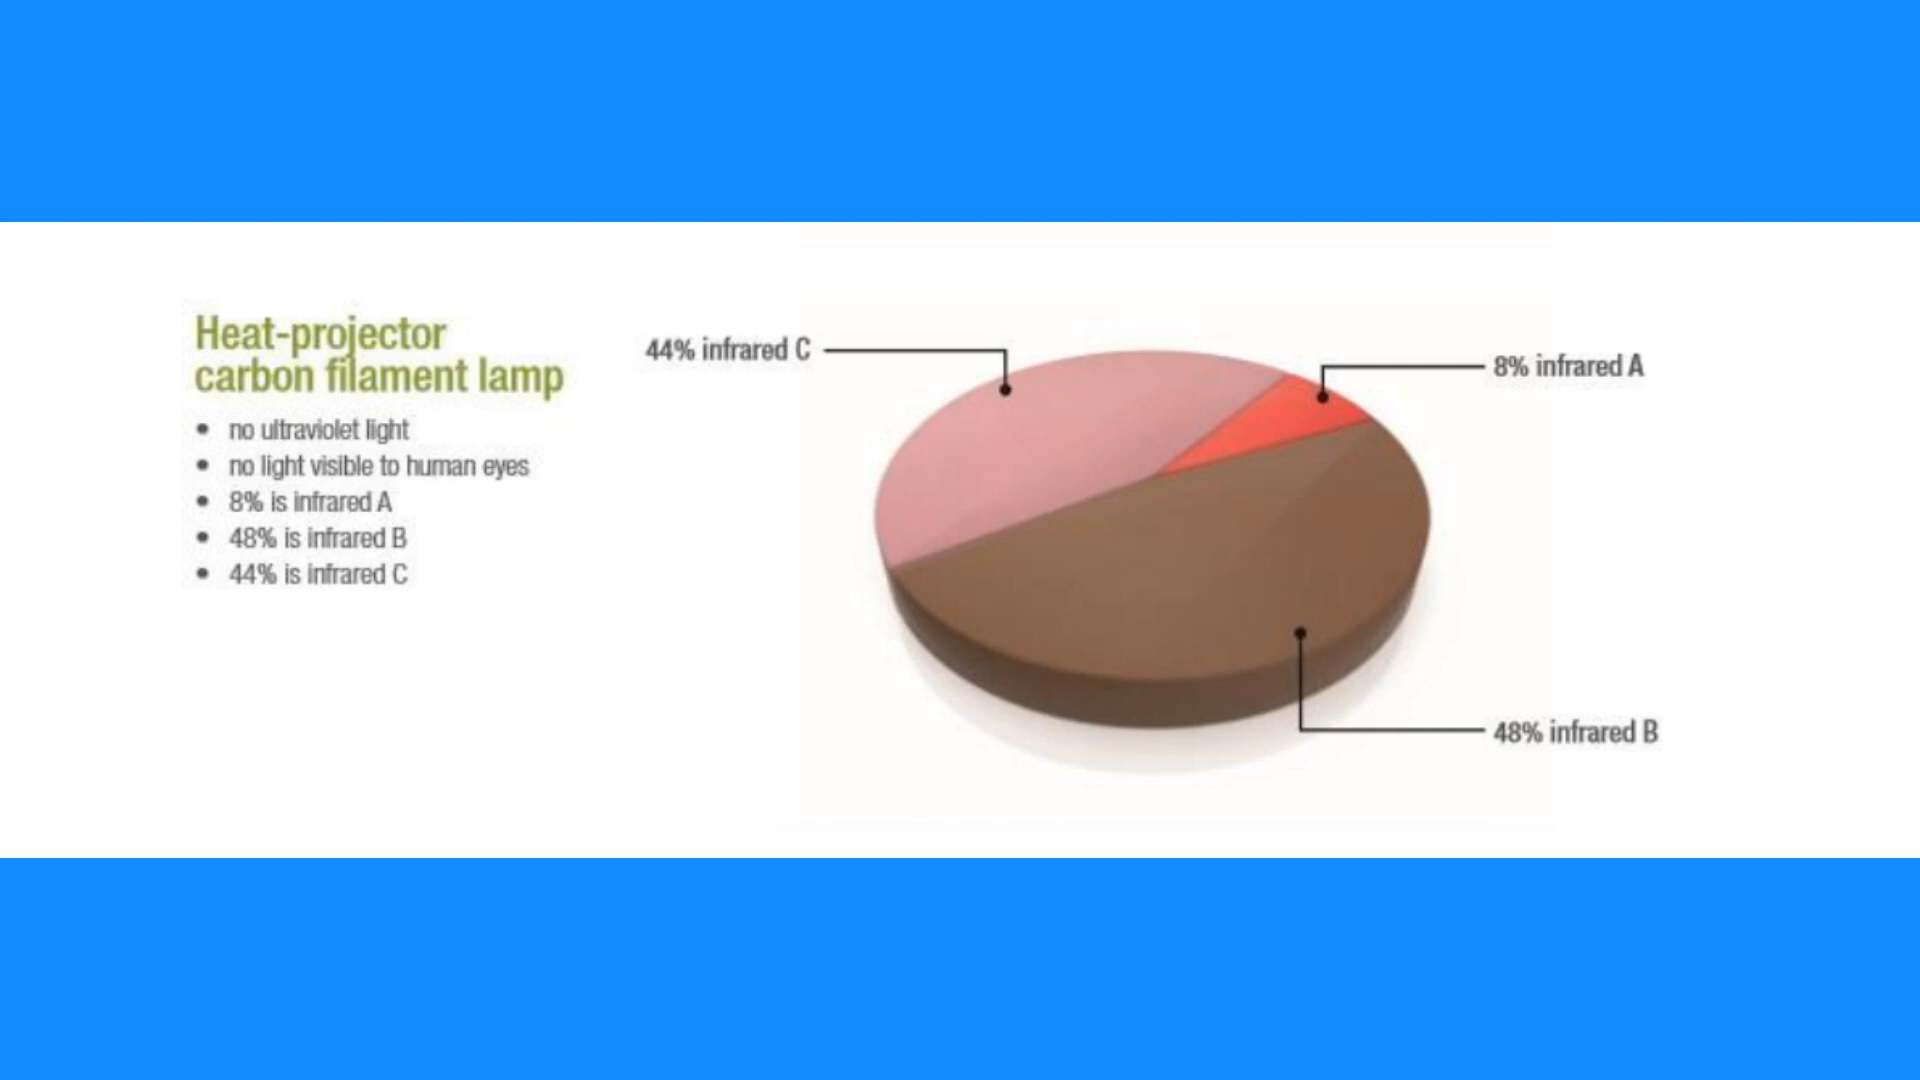 Heat-projector
carbon filament lamp
• no ultraviolet light
• no light visible to human eyes
• 8% is infrared A
• 48% is infrared B
• 44% is infrared C
44% infrared C
8% infrared A
48% infrared B